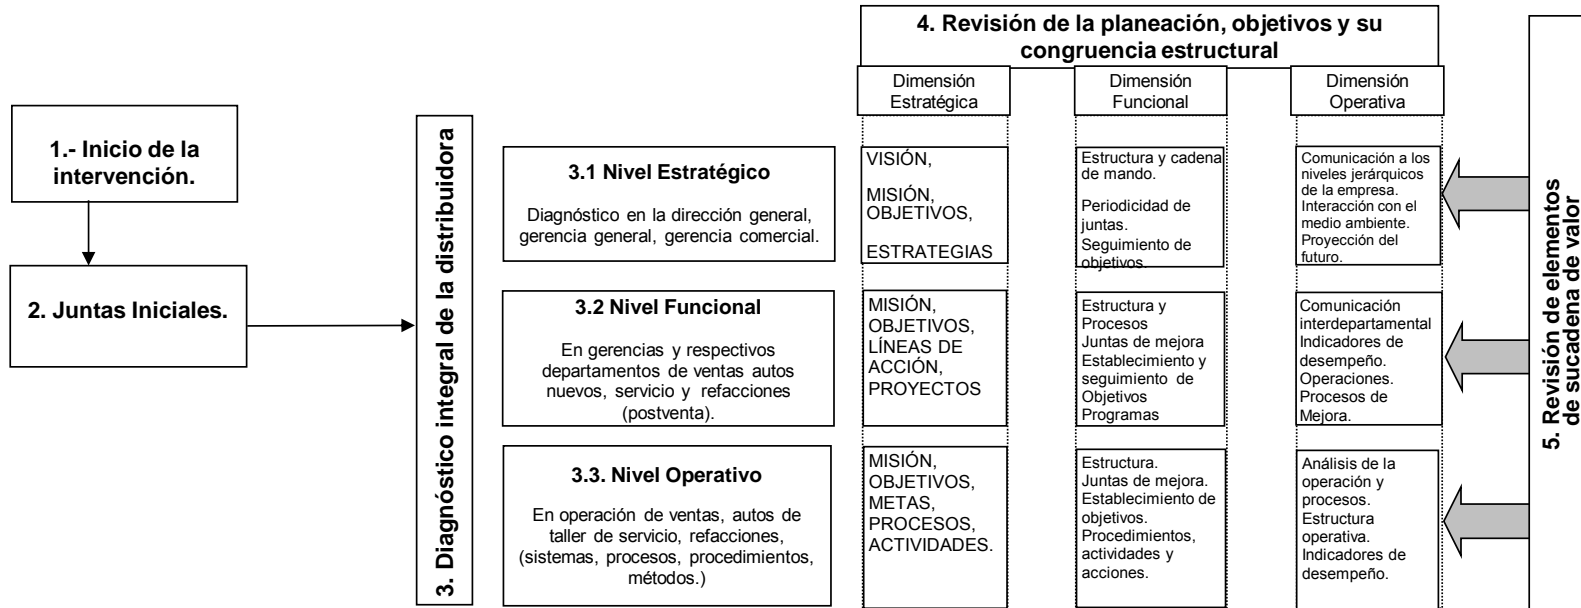 4. Revisión de la planeación, objetivos y su
congruencia estructural
Dimensión
Estratégica
Dimensión
Funcional
Dimensión
Operativa
1.- Inicio de la
intervención.
2. Juntas Iniciales.
3. Diagnóstico integral de la distribuidora
3.1 Nivel Estratégico
Diagnóstico en la dirección general,
gerencia general, gerencia comercial.
VISIÓN,
MISIÓN,
OBJETIVOS,
ESTRATEGIAS
Estructura y cadena
de mando.
Periodicidad de
juntas.
Seguimiento de
objetivos.
Comunicación a los
niveles jerárquicos
de la empresa.
Interacción con el
medio ambiente.
Proyección del
futuro.
3.2 Nivel Funcional
En gerencias y respectivos
departamentos de ventas autos
nuevos, servicio y refacciones
(postventa).
MISIÓN,
OBJETIVOS,
LÍNEAS DE
ACCIÓN,
PROYECTOS
Estructura y
Procesos
Juntas de mejora
Establecimiento y
seguimiento de
Objetivos
Programas
Comunicación
interdepartamental
Indicadores de
desempeño.
Operaciones.
Procesos de
Mejora.
3.3. Nivel Operativo
En operación de ventas, autos de
taller de servicio, refacciones,
(sistemas, procesos, procedimientos,
métodos.)
MISIÓN,
OBJETIVOS,
METAS,
PROCESOS,
ACTIVIDADES.
Estructura.
Juntas de mejora.
Establecimiento de
objetivos.
Procedimientos,
actividades y
acciones.
Análisis de la
operación y
procesos.
Estructura
operativa.
Indicadores de
desempeño.
5. Revisión de elementos
de sucadena de valor